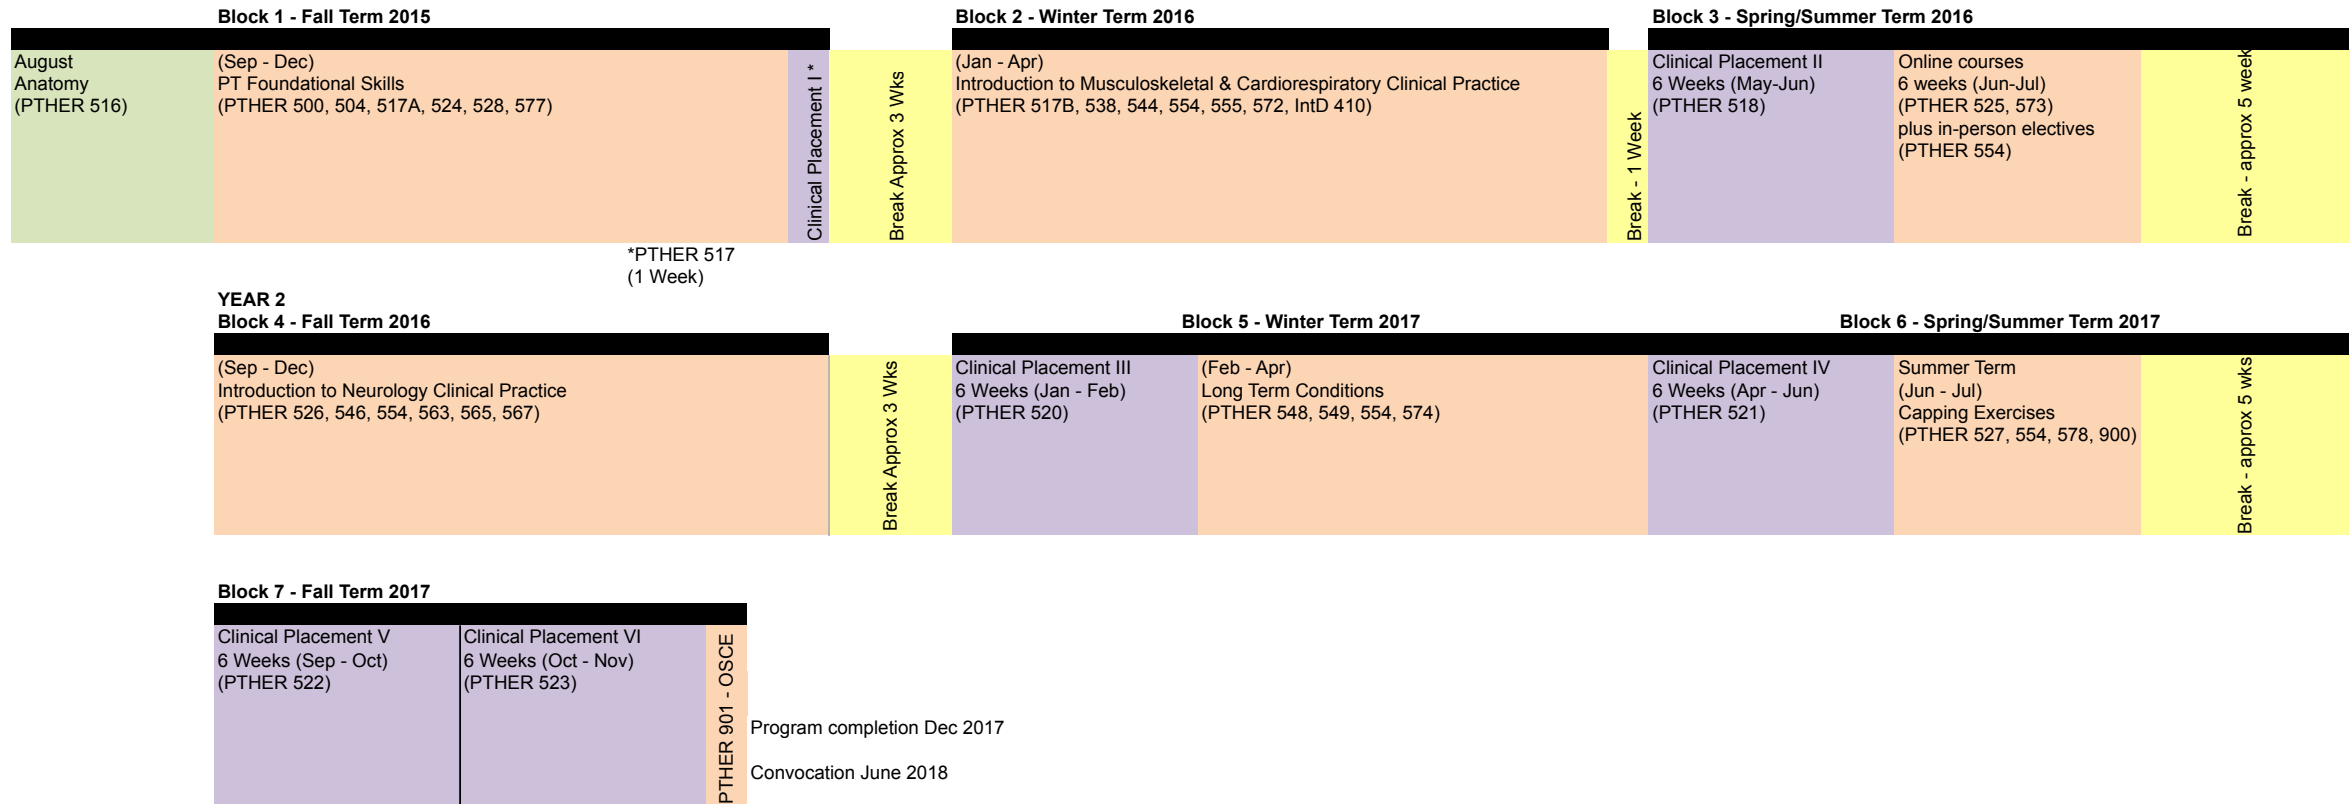 Block 1 - Fall Term 2015
August
Anatomy
(PTHER 516)
(Sep - Dec)
PT Foundational Skills
(PTHER 500, 504, 517A, 524, 528, 577)
Clinical Placement I *
*PTHER 517
(1 Week)
Break Approx 3 Wks
Block 2 - Winter Term 2016
(Jan - Apr)
Introduction to Musculoskeletal & Cardiorespiratory Clinical Practice
(PTHER 517B, 538, 544, 554, 555, 572, IntD 410)
Break - 1 Week
Block 3 - Spring/Summer Term 2016
Clinical Placement II
6 Weeks (May-Jun)
(PTHER 518)
Online courses
6 weeks (Jun-Jul)
(PTHER 525, 573)
plus in-person electives
(PTHER 554)
Break - approx 5 week
YEAR 2
Block 4 - Fall Term 2016
(Sep - Dec)
Introduction to Neurology Clinical Practice
(PTHER 526, 546, 554, 563, 565, 567)
Break Approx 3 Wks
Block 5 - Winter Term 2017
Clinical Placement III
6 Weeks (Jan - Feb)
(PTHER 520)
(Feb - Apr)
Long Term Conditions
(PTHER 548, 549, 554, 574)
Block 6 - Spring/Summer Term 2017
Clinical Placement IV
6 Weeks (Apr - Jun)
(PTHER 521)
Summer Term
(Jun - Jul)
Capping Exercises
(PTHER 527, 554, 578, 900)
Break - approx 5 wks
Block 7 - Fall Term 2017
Clinical Placement V
6 Weeks (Sep - Oct)
(PTHER 522)
Clinical Placement VI
6 Weeks (Oct - Nov)
(PTHER 523)
PTHER 901 - OSCE
Program completion Dec 2017
Convocation June 2018